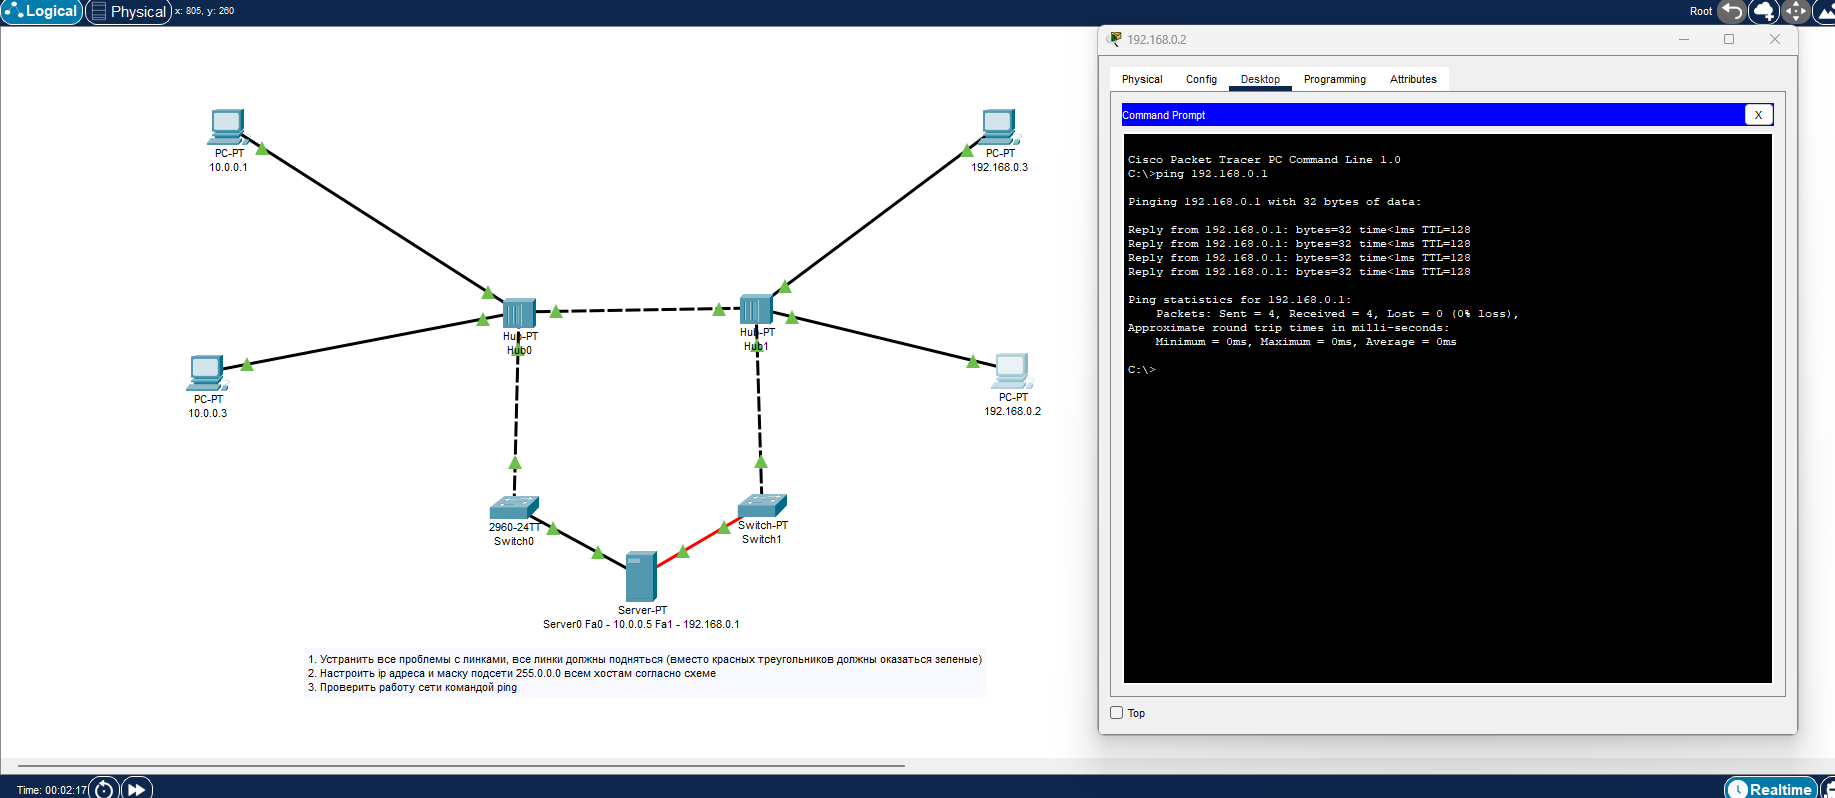 Logical
Physical
x: 805, y: 260
Root
192.168.0.2
Physical
Config
Desktop
Programming
Attributes
Command Prompt
X
Cisco Packet Tracer PC Command Line 1.0
C:\>ping 192.168.0.1
Pinging 192.168.0.1 with 32 bytes of data:
Reply from 192.168.0.1: bytes=32 time<1ms TTL=128
Reply from 192.168.0.1: bytes=32 time<1ms TTL=128
Reply from 192.168.0.1: bytes=32 time<1ms TTL=128
Reply from 192.168.0.1: bytes=32 time<1ms TTL=128
Ping statistics for 192.168.0.1:
Packets: Sent = 4, Received = 4, Lost = 0 (0% loss),
Approximate round trip times in milli-seconds:
Minimum = 0ms, Maximum = 0ms, Average = 0ms
C:\>
Top
PC-PT
10.0.0.1
PC-PT
192.168.0.3
Hub-PT
Hub0
Hub-PT
Hub1
PC-PT
10.0.0.3
PC-PT
192.168.0.2
2960-24TT
Switch0
Switch-PT
Switch1
Server-PT
Server0 Fa0 - 10.0.0.5 Fa1 - 192.168.0.1
1. Устранить все проблемы с линками, все линки должны подняться (вместо красных треугольников должны оказаться зеленые)
2. Настроить ip адреса и маску подсети 255.0.0.0 всем хостам согласно схеме
3. Проверить работу сети командой ping
Time: 00:02:17
Realtime